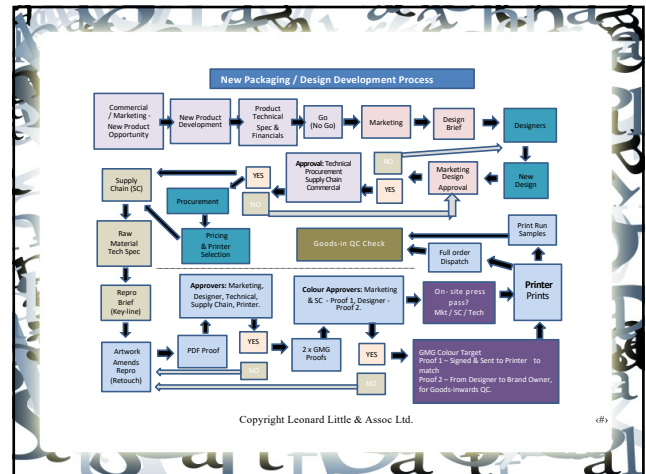 New Packaging / Design Development Process
Commercial
/ Marketing -
New Product
Opportunity
New Product
Development
Product
Technical
Spec &
Financials
Go
(No Go)
Marketing
Design
Brief
Designers
NO
Approval: Technical
Procurement
Supply Chain
Commercial
YES
Marketing
Design
Approval
New
Design
YES
NO
Supply
Chain (SC)
Procurement
Pricing
& Printer
Selection
Raw
Material
Tech Spec
Goods-in QC Check
Print Run
Samples
Full order
Dispatch
Repro
Brief
(Key-line)
Approvers: Marketing,
Designer, Technical,
Supply Chain, Printer.
Colour Approvers: Marketing
& SC - Proof 1, Designer -
Proof 2.
On- site press
pass?
Mkt / SC / Tech
Printer
Prints
Artwork
Amends
Repro
(Retouch)
PDF Proof
YES
NO
2 x GMG
Proofs
YES
NO
GMG Colour Target
Proof 1 – Signed & Sent to Printer to
match
Proof 2 – From Designer to Brand Owner,
for Goods-inwards QC.
Copyright Leonard Little & Assoc Ltd.
‹#›